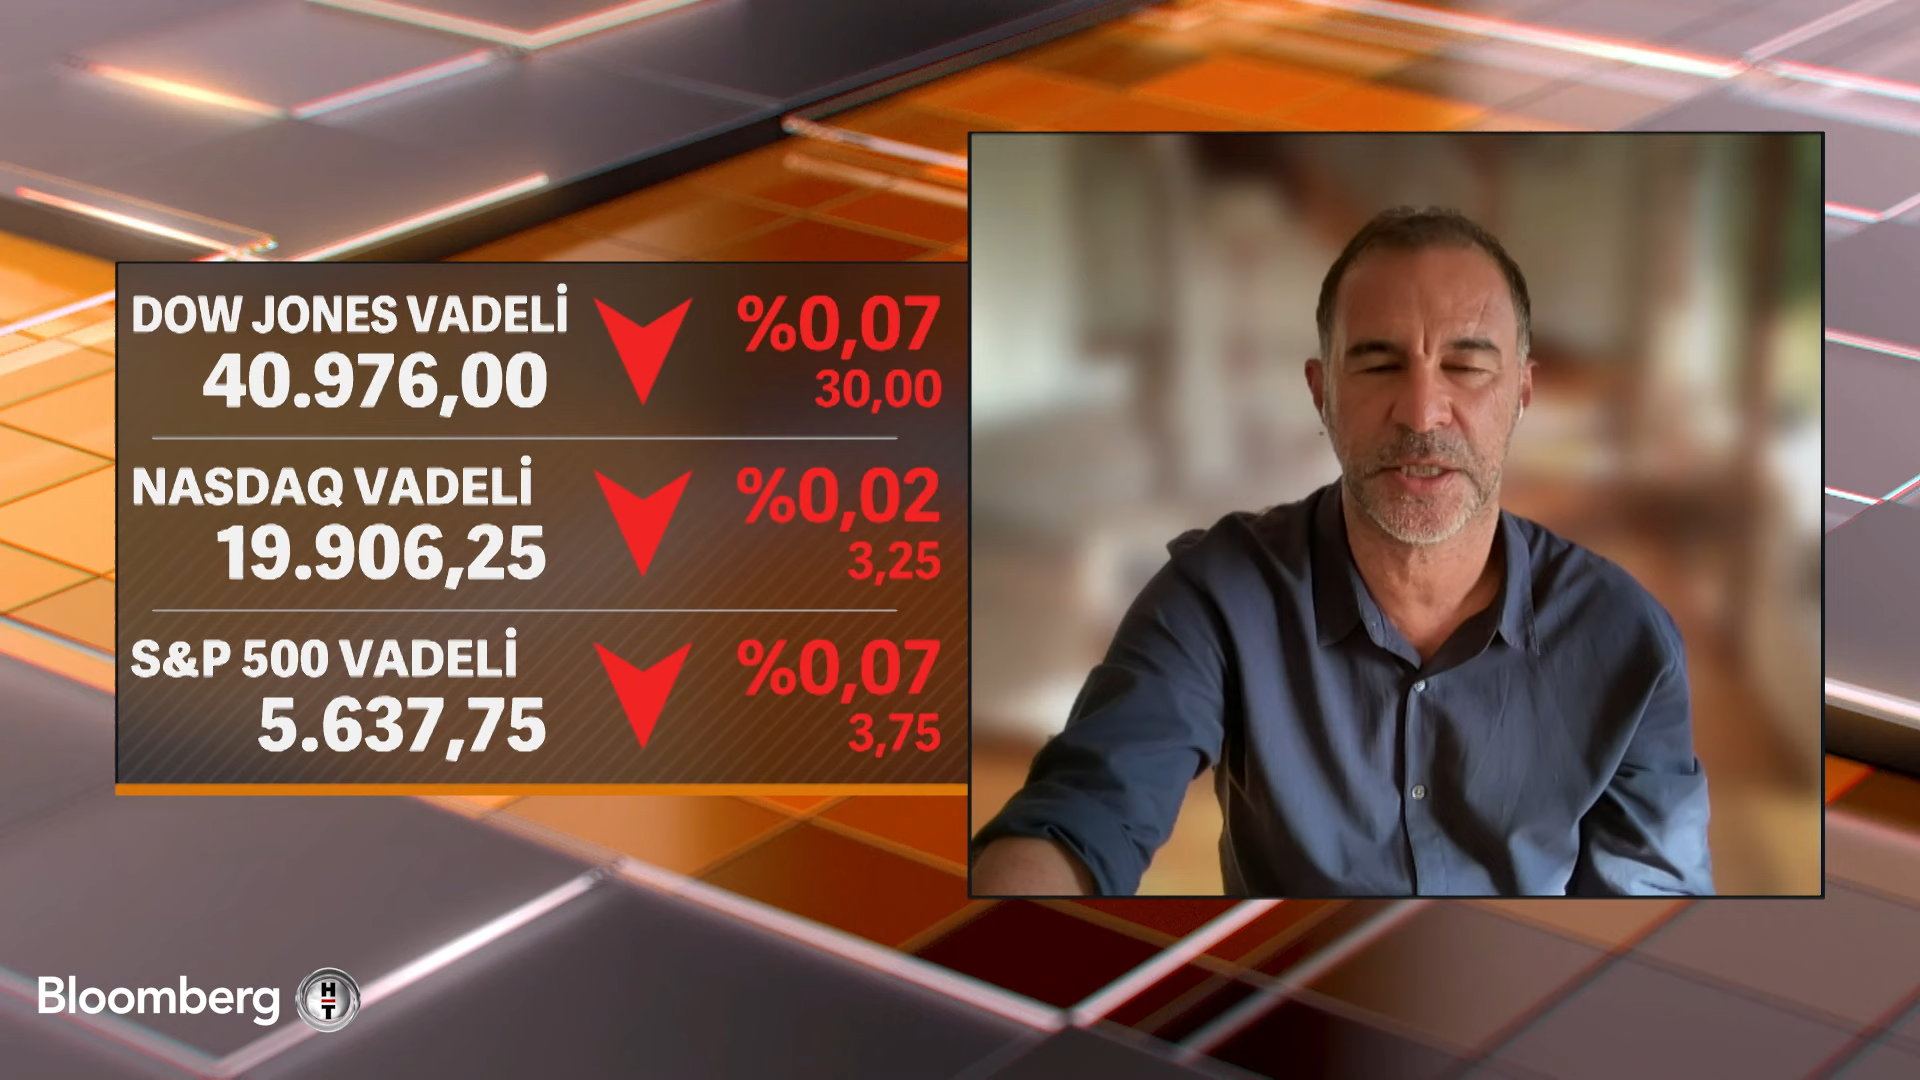 DOW JONES VADELİ
40.976,00
%0,07
30,00
NASDAQ VADELİ
19.906,25
%0,02
3,25
S&P 500 VADELİ
5.637,75
%0,07
3,75
Bloomberg HT